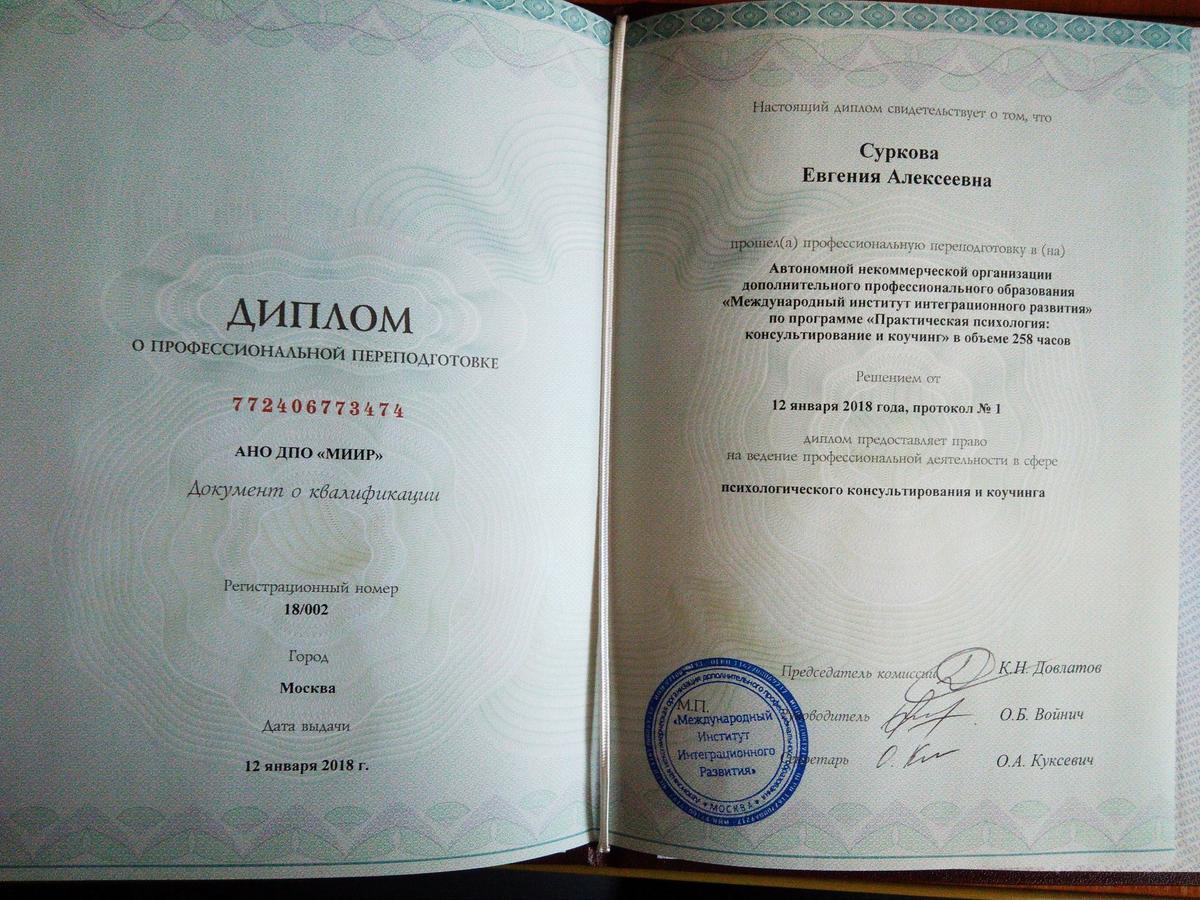 ДИПЛОМ
О ПРОФЕССИОНАЛЬНОЙ ПЕРЕПОДГОТОВКЕ
772406773474
АНО ДПО «МИИР»
Документ о квалификации
Регистрационный номер
18/002
Город
Москва
Дата выдачи
12 января 2018 г.
Настоящий диплом свидетельствует о том, что
Суркова
Евгения Алексеевна
прошел(а) профессиональную переподготовку в (на)
Автономной некоммерческой организации
дополнительного профессионального образования
«Международный институт интеграционного развития»
по программе «Практическая психология:
консультирование и коучинг» в объеме 258 часов
Решением от
12 января 2018 года, протокол № 1
диплом предоставляет право
на ведение профессиональной деятельности в сфере
психологического консультирования и коучинга
Председатель комиссии К.Н. Довлатов
М.П.
Руководитель О.Б. Войнич
Секретарь О.А. Куксевич
«Международный
Институт
Интеграционного
Развития»
МОСКВА